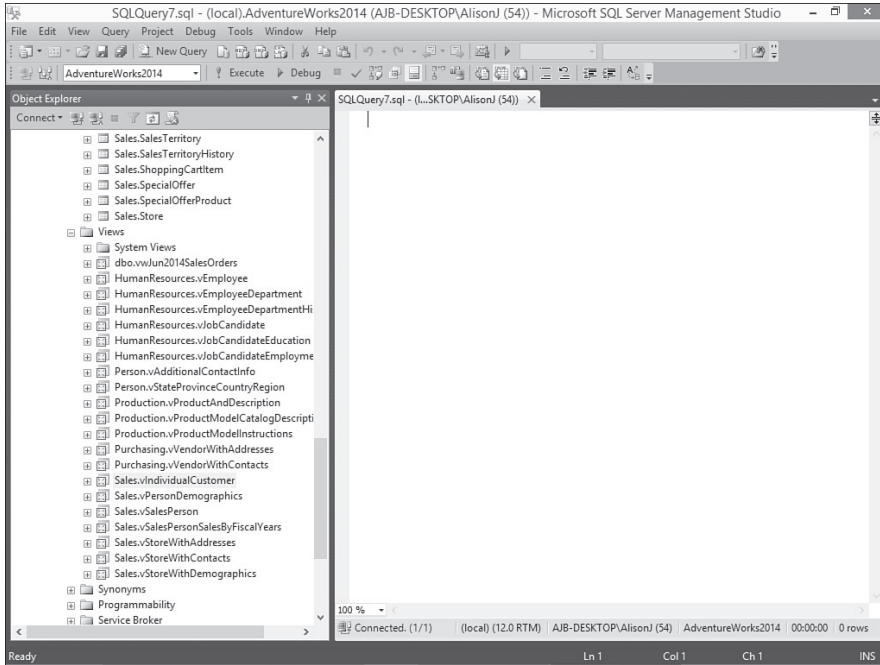 SQLQuery7.sql - (local).AdventureWorks2014 (AJB-DESKTOP\AlisonJ (54)) - Microsoft SQL Server Management Studio
File Edit View Query Project Debug Tools Window Help
New Query
AdventureWorks2014 Execute Debug
Object Explorer
SQLQuery7.sql - (l...SKTOP\AlisonJ (54))
Connect
Sales.SalesTerritory
Sales.SalesTerritoryHistory
Sales.ShoppingCartItem
Sales.SpecialOffer
Sales.SpecialOfferProduct
Sales.Store
Views
System Views
dbo.vwJun2014SalesOrders
HumanResources.vEmployee
HumanResources.vEmployeeDepartment
HumanResources.vEmployeeDepartmentHi
HumanResources.vJobCandidate
HumanResources.vJobCandidateEducation
HumanResources.vJobCandidateEmployme
Person.vAdditionalContactInfo
Person.vStateProvinceCountryRegion
Production.vProductAndDescription
Production.vProductModelCatalogDescripti
Production.vProductModelInstructions
Purchasing.vVendorWithAddresses
Purchasing.vVendorWithContacts
Sales.vIndividualCustomer
Sales.vPersonDemographics
Sales.vSalesPerson
Sales.vSalesPersonSalesByFiscalYears
Sales.vStoreWithAddresses
Sales.vStoreWithContacts
Sales.vStoreWithDemographics
Synonyms
Programmability
Service Broker
100 %
Connected. (1/1) (local) (12.0 RTM) AJB-DESKTOP\AlisonJ (54) AdventureWorks2014 00:00:00 0 rows
Ready Ln 1 Col 1 Ch 1 INS